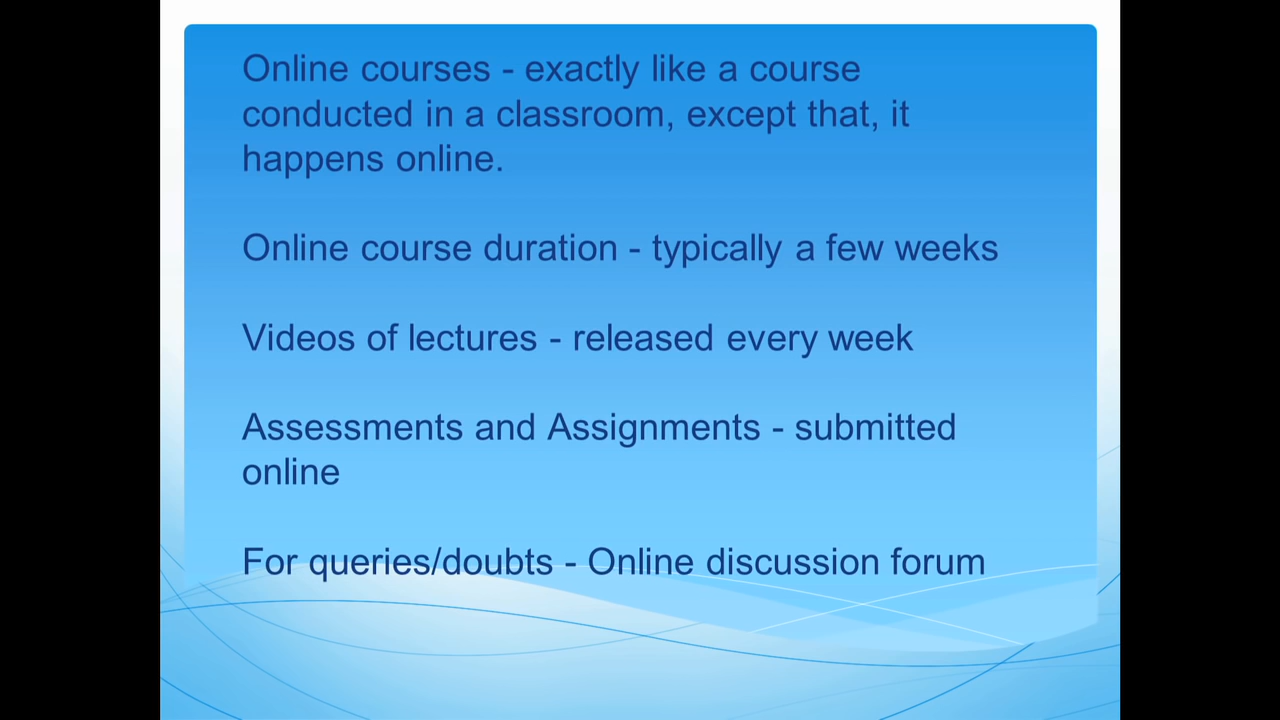 Online courses - exactly like a course
conducted in a classroom, except that, it
happens online.
Online course duration - typically a few weeks
Videos of lectures - released every week
Assessments and Assignments - submitted
online
For queries/doubts - Online discussion forum